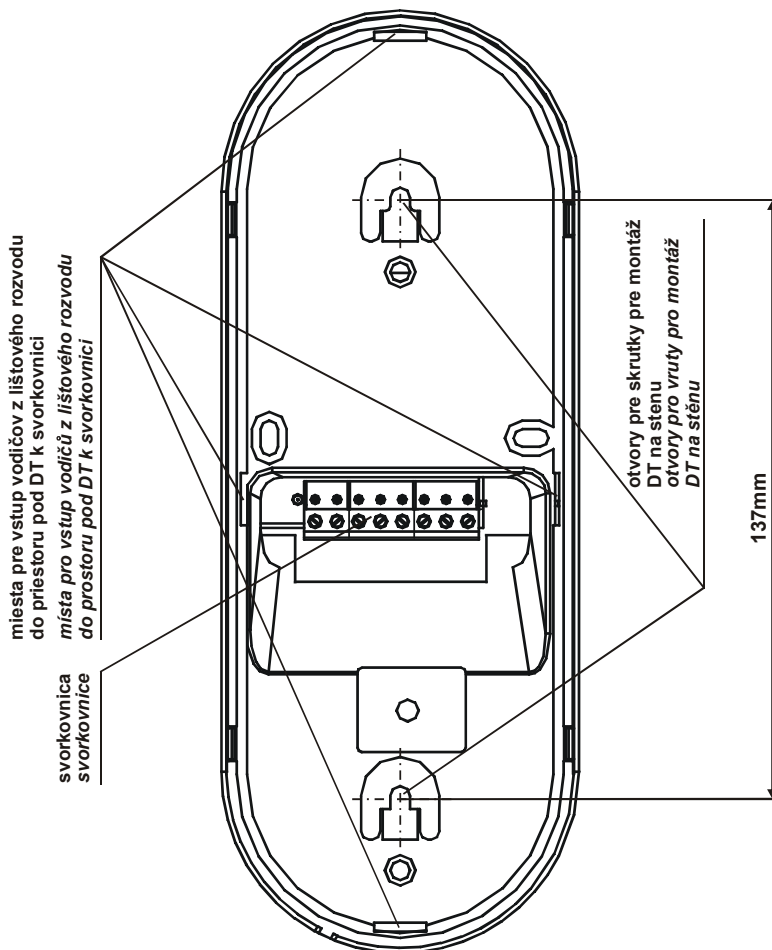 miesta pre vstup vodičov z lištového rozvodu
do priestoru pod DT k svorkovnici
místa pro vstup vodičů z lištového rozvodu
do prostoru pod DT k svorkovnici
svorkovnica
svorkovnice
otvory pre skrutky pre montáž
DT na stenu
otvory pro vruty pro montáž
DT na stěnu
137mm